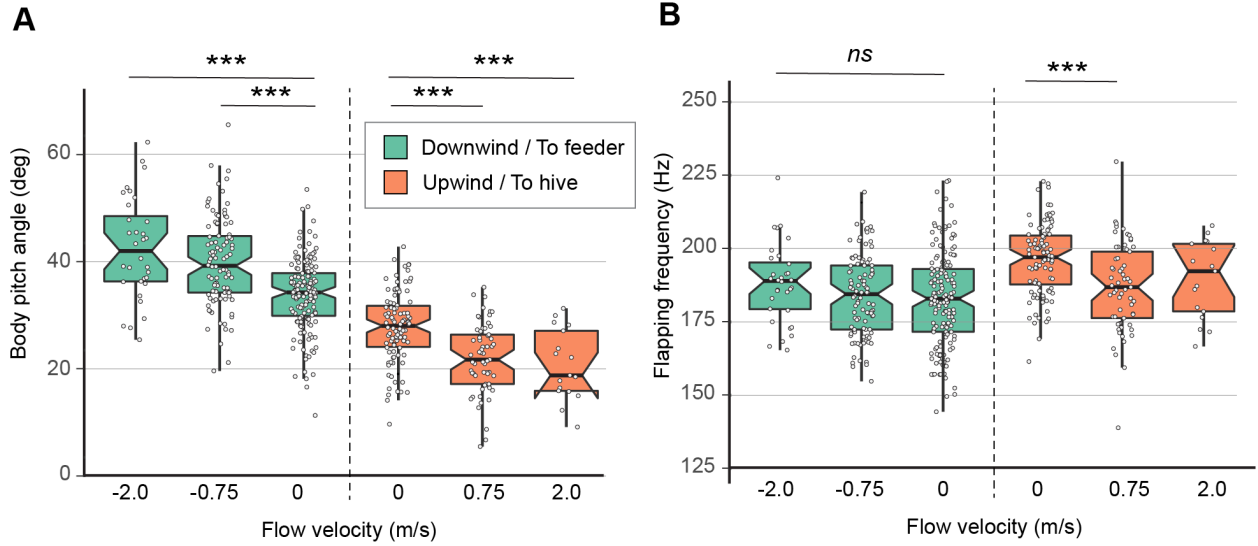 A
B
***
***
***
***
ns
***
Downwind / To feeder
Upwind / To hive
Body pitch angle (deg)
60
40
20
0
-2.0 -0.75 0 0 0.75 2.0
Flow velocity (m/s)
Flapping frequency (Hz)
250
225
200
175
150
125
-2.0 -0.75 0 0 0.75 2.0
Flow velocity (m/s)